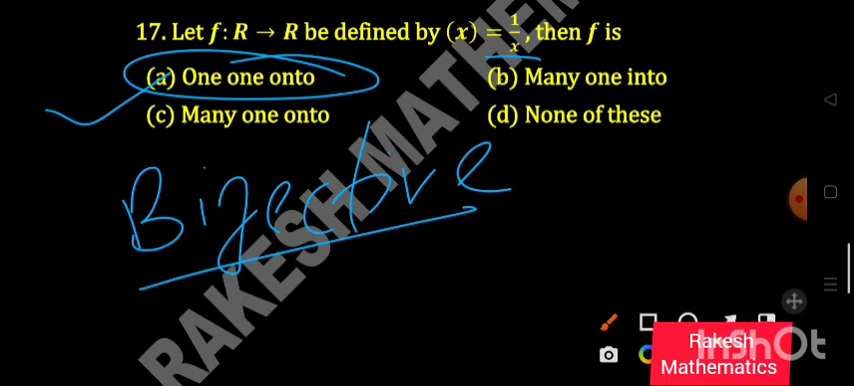 17. Let f: R → R be defined by (x) = 1/x, then f is
(a) One one onto
(b) Many one into
(c) Many one onto
(d) None of these
Bijective
RAKESH MATHEM
InShOt
Rakesh
Mathematics